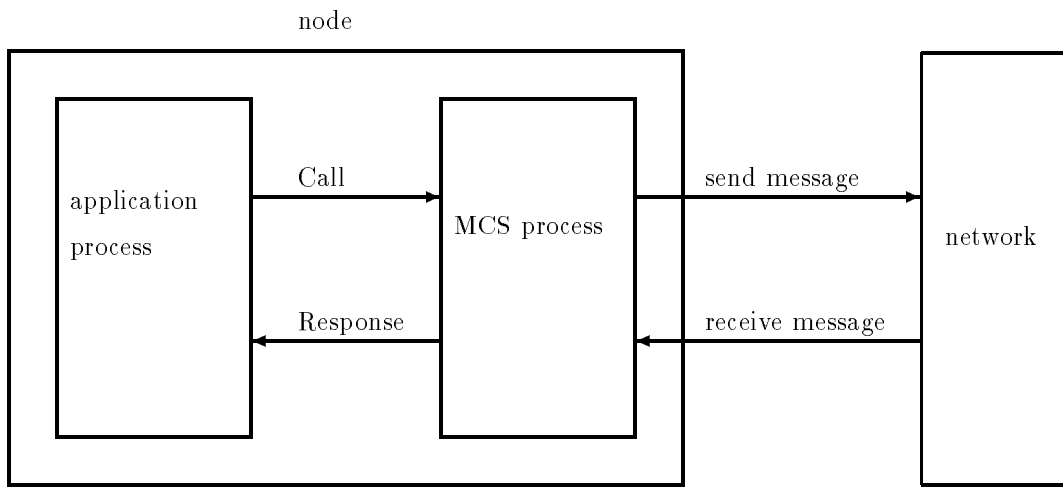 node
application
process
Call
Response
MCS process
send message
receive message
network